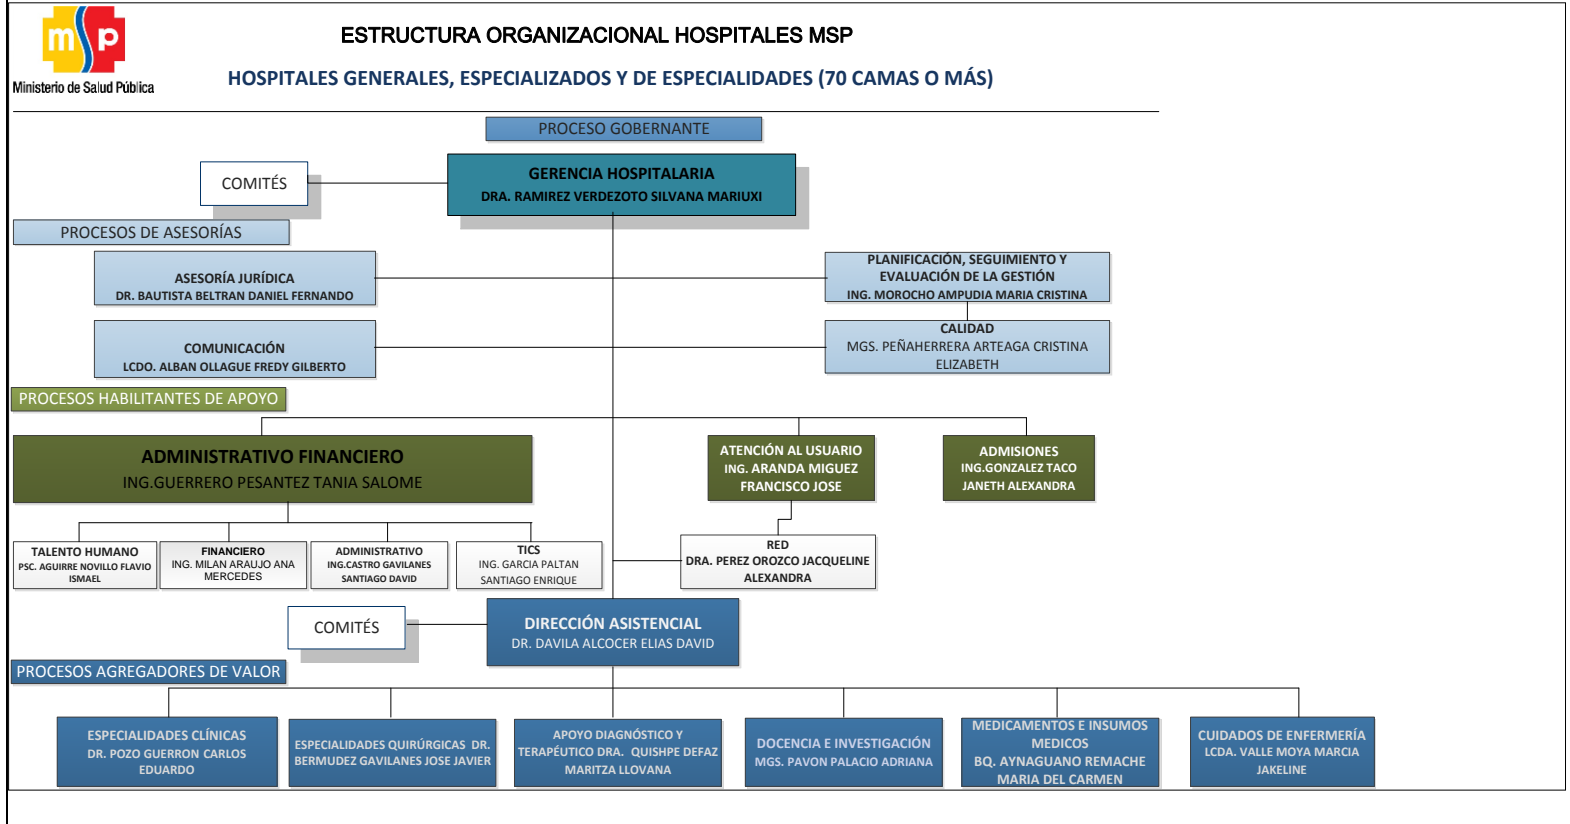 msp
Ministerio de Salud Pública
ESTRUCTURA ORGANIZACIONAL HOSPITALES MSP
HOSPITALES GENERALES, ESPECIALIZADOS Y DE ESPECIALIDADES (70 CAMAS O MÁS)
PROCESO GOBERNANTE
COMITÉS
GERENCIA HOSPITALARIA
DRA. RAMIREZ VERDEZOTO SILVANA MARIUXI
PROCESOS DE ASESORÍAS
ASESORÍA JURÍDICA
DR. BAUTISTA BELTRAN DANIEL FERNANDO
PLANIFICACIÓN, SEGUIMIENTO Y
EVALUACIÓN DE LA GESTIÓN
ING. MOROCHO AMPUDIA MARIA CRISTINA
COMUNICACIÓN
LCDO. ALBAN OLLAGUE FREDY GILBERTO
CALIDAD
MGS. PEÑAHERRERA ARTEAGA CRISTINA
ELIZABETH
PROCESOS HABILITANTES DE APOYO
ADMINISTRATIVO FINANCIERO
ING.GUERRERO PESANTEZ TANIA SALOME
ATENCIÓN AL USUARIO
ING. ARANDA MIGUEZ
FRANCISCO JOSE
ADMISIONES
ING.GONZALEZ TACO
JANETH ALEXANDRA
TALENTO HUMANO
PSC. AGUIRRE NOVILLO FLAVIO
ISMAEL
FINANCIERO
ING. MILAN ARAUJO ANA
MERCEDES
ADMINISTRATIVO
ING.CASTRO GAVILANES
SANTIAGO DAVID
TICS
ING. GARCIA PALTAN
SANTIAGO ENRIQUE
RED
DRA. PEREZ OROZCO JACQUELINE
ALEXANDRA
COMITÉS
DIRECCIÓN ASISTENCIAL
DR. DAVILA ALCOCER ELIAS DAVID
PROCESOS AGREGADORES DE VALOR
ESPECIALIDADES CLÍNICAS
DR. POZO GUERRON CARLOS
EDUARDO
ESPECIALIDADES QUIRÚRGICAS DR.
BERMUDEZ GAVILANES JOSE JAVIER
APOYO DIAGNÓSTICO Y
TERAPÉUTICO DRA. QUISHPE DEFAZ
MARITZA LLOVANA
DOCENCIA E INVESTIGACIÓN
MGS. PAVON PALACIO ADRIANA
MEDICAMENTOS E INSUMOS
MEDICOS
BQ. AYNAGUANO REMACHE
MARIA DEL CARMEN
CUIDADOS DE ENFERMERÍA
LCDA. VALLE MOYA MARCIA
JAKELINE